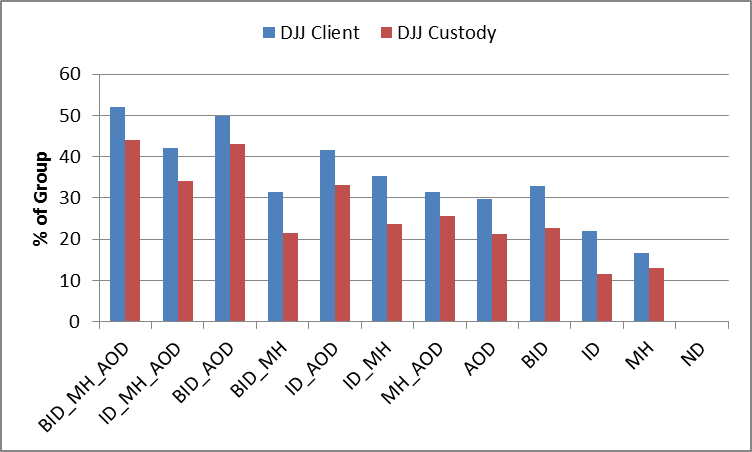 DJJ Client DJJ Custody
% of Group
60
50
40
30
20
10
0
BID_MH_AOD
ID_MH_AOD
BID_AOD
BID_MH
ID_AOD
ID_MH
MH_AOD
AOD
BID
ID
MH
ND